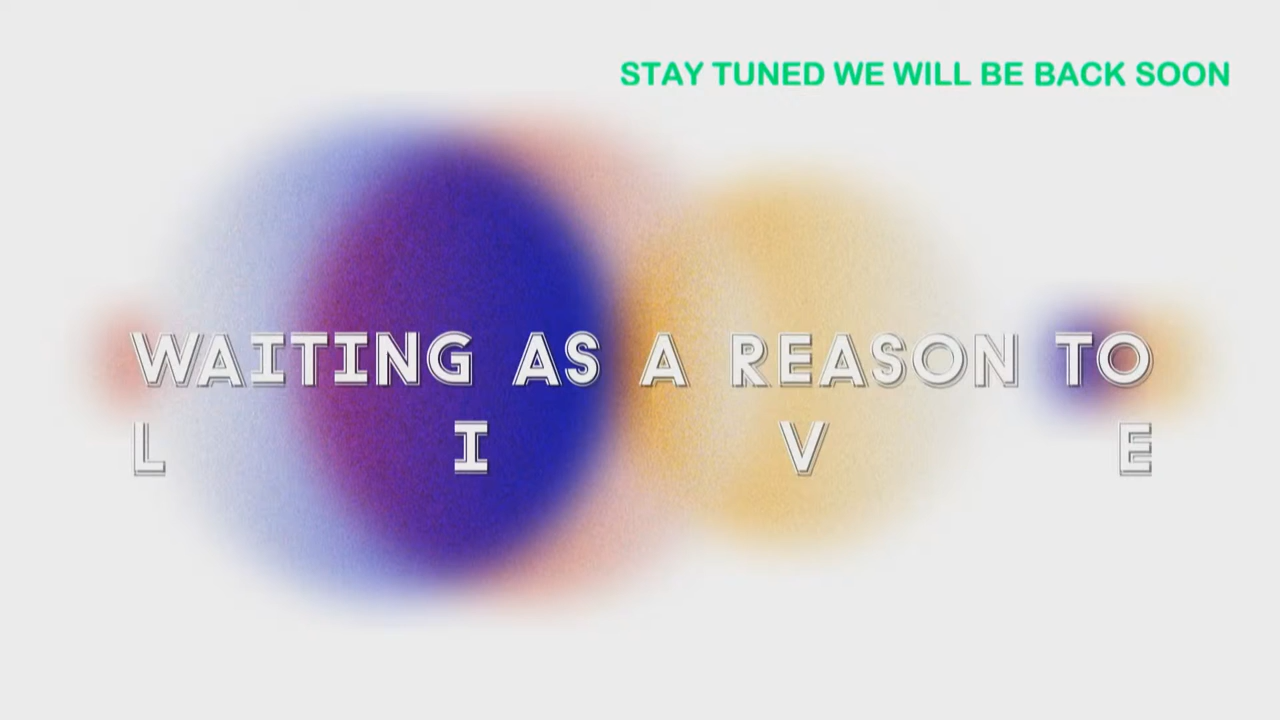 STAY TUNED WE WILL BE BACK SOON
WAITING AS A REASON TO
L I V E